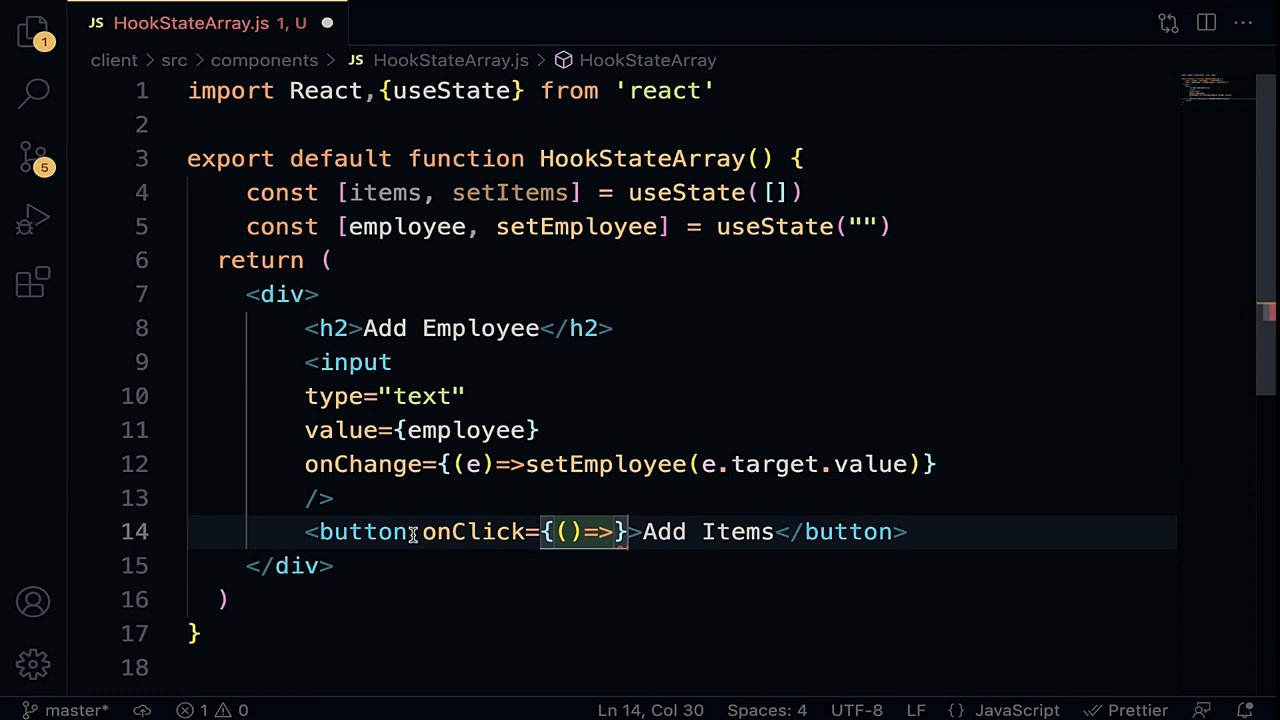 JS HookStateArray.js 1, U
client > src > components > JS HookStateArray.js > HookStateArray
1
5
1 import React,{useState} from 'react'
2
3 export default function HookStateArray() {
4 const [items, setItems] = useState([])
5 const [employee, setEmployee] = useState("")
6 return (
7 <div>
8 <h2>Add Employee</h2>
9 <input
10 type="text"
11 value={employee}
12 onChange={(e)=>setEmployee(e.target.value)}
13 />
14 <button onClick={()=>}>Add Items</button>
15 </div>
16 )
17 }
18
master* 1 0 Ln 14, Col 30 Spaces: 4 UTF-8 LF {} JavaScript Prettier